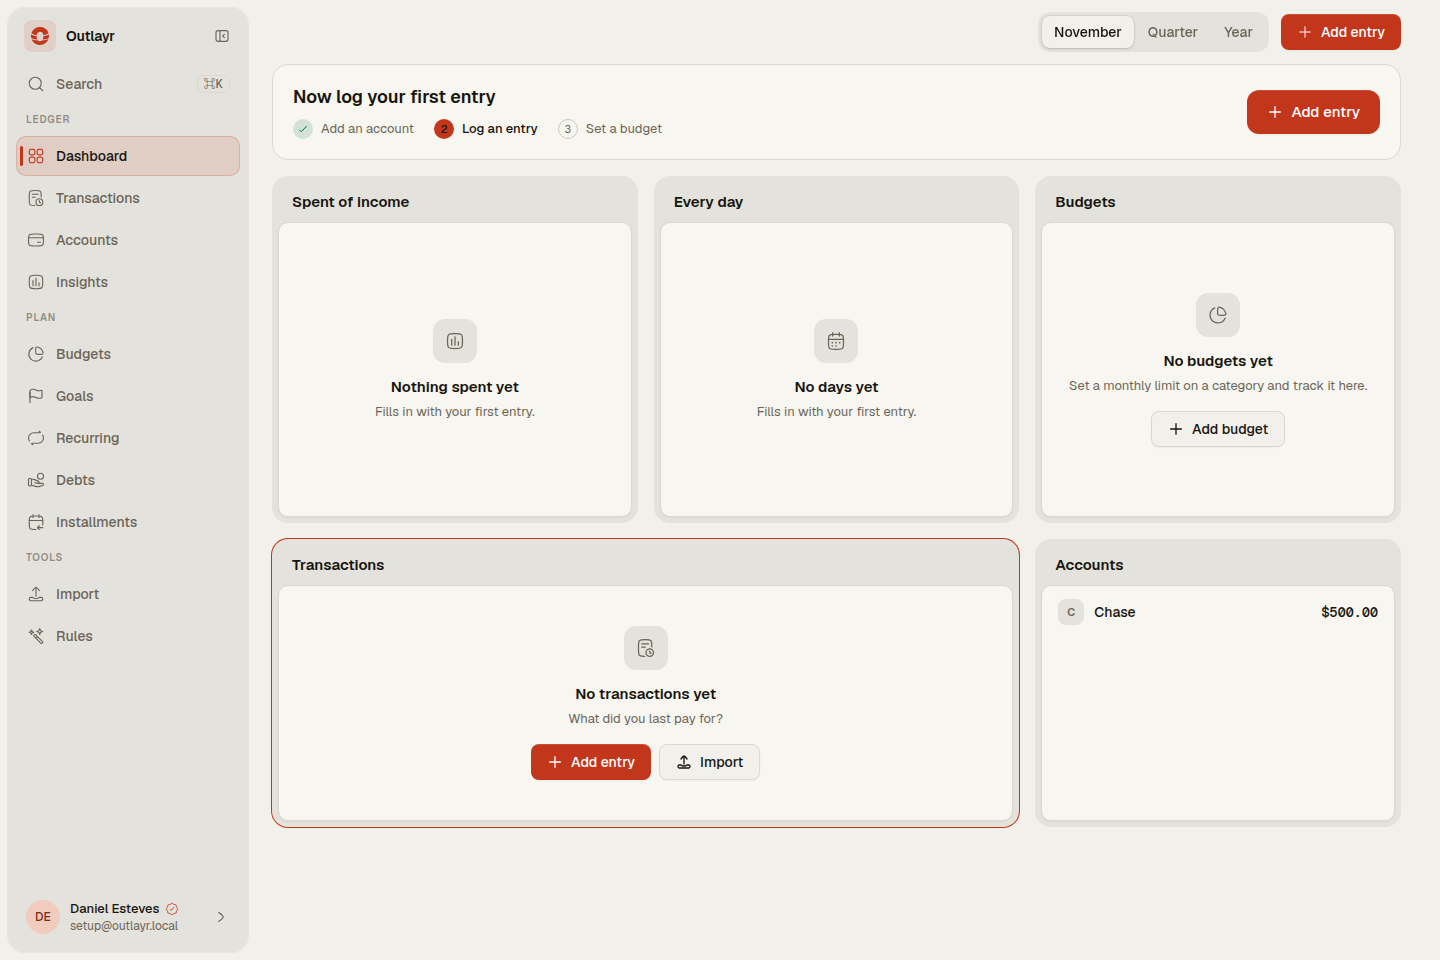 Outlayr
Search ⌘K
LEDGER
Dashboard
Transactions
Accounts
Insights
PLAN
Budgets
Goals
Recurring
Debts
Installments
TOOLS
Import
Rules
DE
Daniel Esteves
setup@outlayr.local
November Quarter Year
Add entry
Now log your first entry
Add an account 2 Log an entry 3 Set a budget
Add entry
Spent of income
Nothing spent yet
Fills in with your first entry.
Every day
No days yet
Fills in with your first entry.
Budgets
No budgets yet
Set a monthly limit on a category and track it here.
Add budget
Transactions
No transactions yet
What did you last pay for?
Add entry Import
Accounts
C Chase $500.00